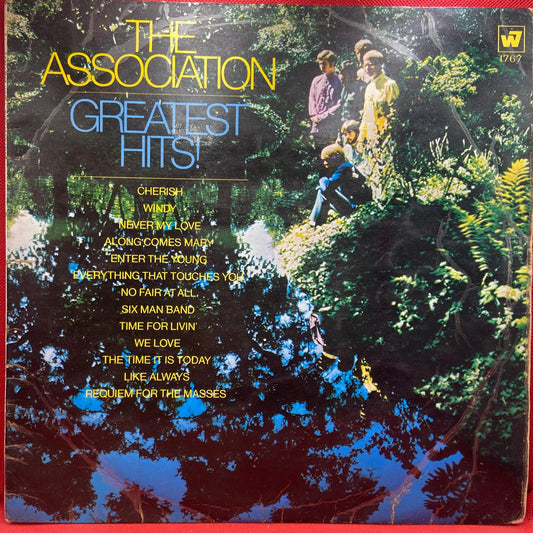 THE
ASSOCIATION
GREATEST
HITS!
W7
1767
CHERISH
WINDY
NEVER MY LOVE
ALONG COMES MARY
ENTER THE YOUNG
EVERYTHING THAT TOUCHES YOU
NO FAIR AT ALL
SIX MAN BAND
TIME FOR LIVIN'
WE LOVE
THE TIME IT IS TODAY
LIKE ALWAYS
REQUIEM FOR THE MASSES